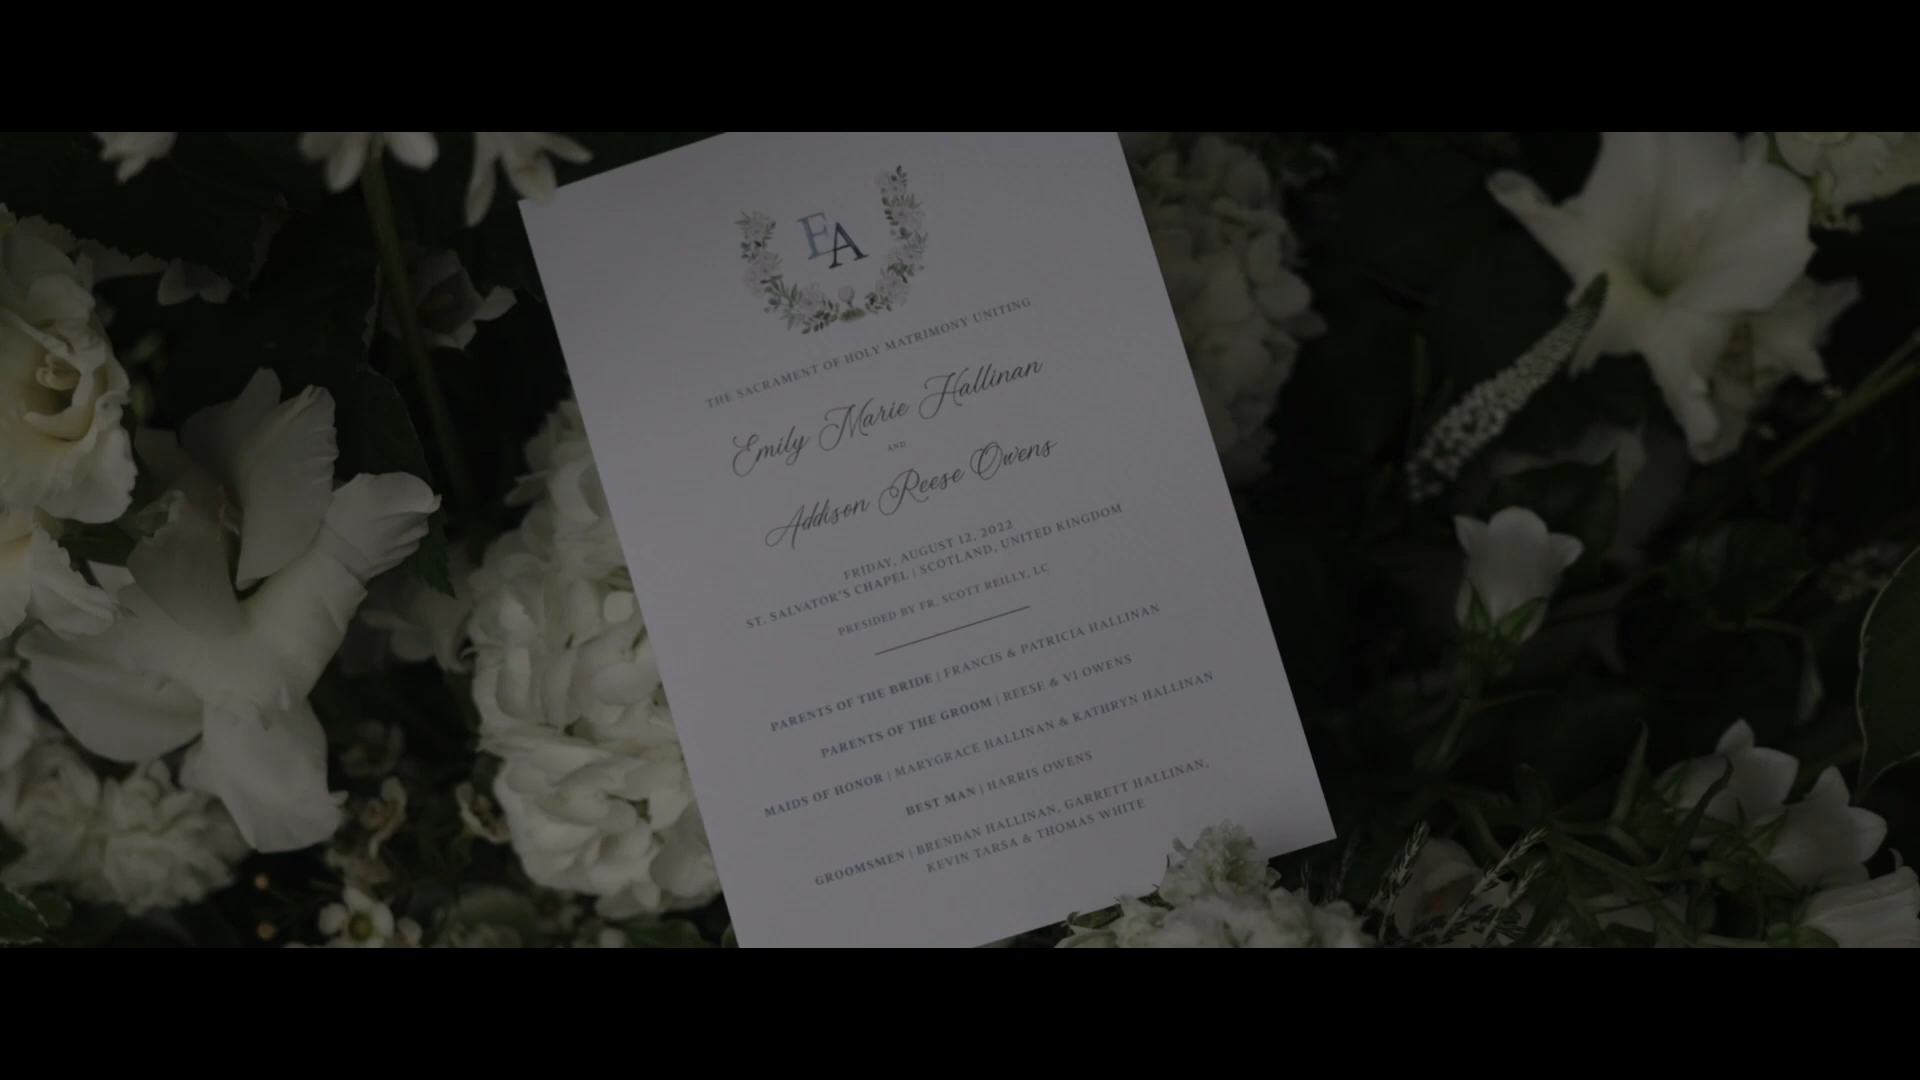 EA
THE SACRAMENT OF HOLY MATRIMONY UNITING
Emily Marie Hallinan
AND
Addison Reese Owens
FRIDAY, AUGUST 12, 2022
ST. SALVATOR'S CHAPEL | SCOTLAND, UNITED KINGDOM
PRESIDED BY FR. SCOTT REILLY, LC
PARENTS OF THE BRIDE | FRANCIS & PATRICIA HALLINAN
PARENTS OF THE GROOM | REESE & VI OWENS
MAIDS OF HONOR | MARYGRACE HALLINAN & KATHRYN HALLINAN
BEST MAN | HARRIS OWENS
GROOMSMEN | BRENDAN HALLINAN, GARRETT HALLINAN,
KEVIN TARSA & THOMAS WHITE